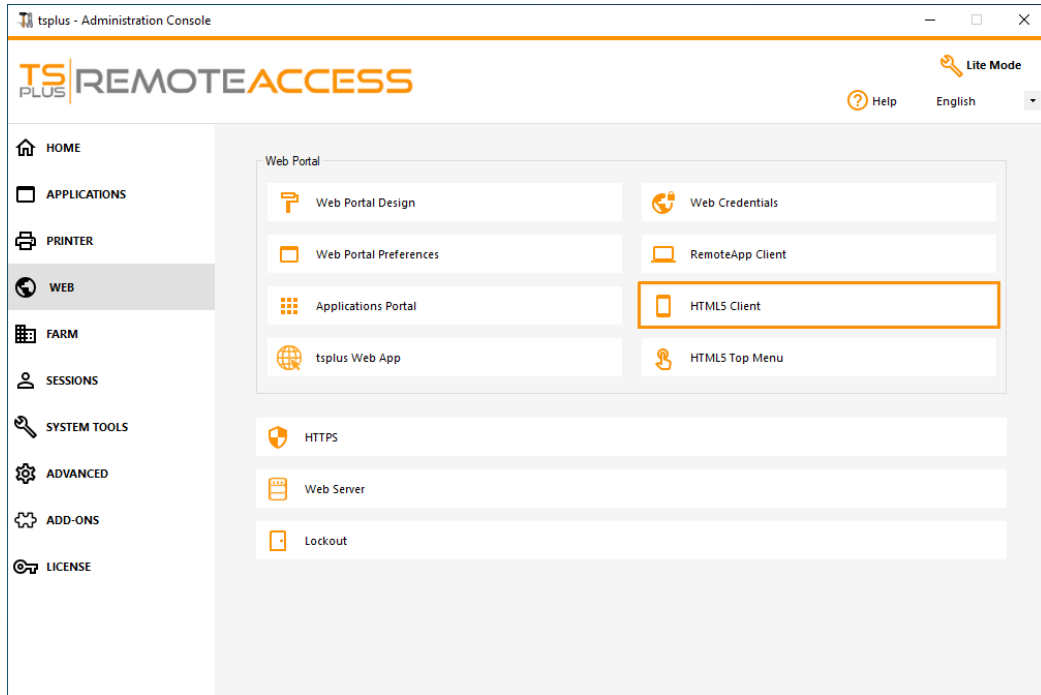 tsplus - Administration Console
TS PLUS REMOTEACCESS
Lite Mode
Help
English
HOME
APPLICATIONS
PRINTER
WEB
FARM
SESSIONS
SYSTEM TOOLS
ADVANCED
ADD-ONS
LICENSE
Web Portal
Web Portal Design
Web Credentials
Web Portal Preferences
RemoteApp Client
Applications Portal
HTML5 Client
tsplus Web App
HTML5 Top Menu
HTTPS
Web Server
Lockout